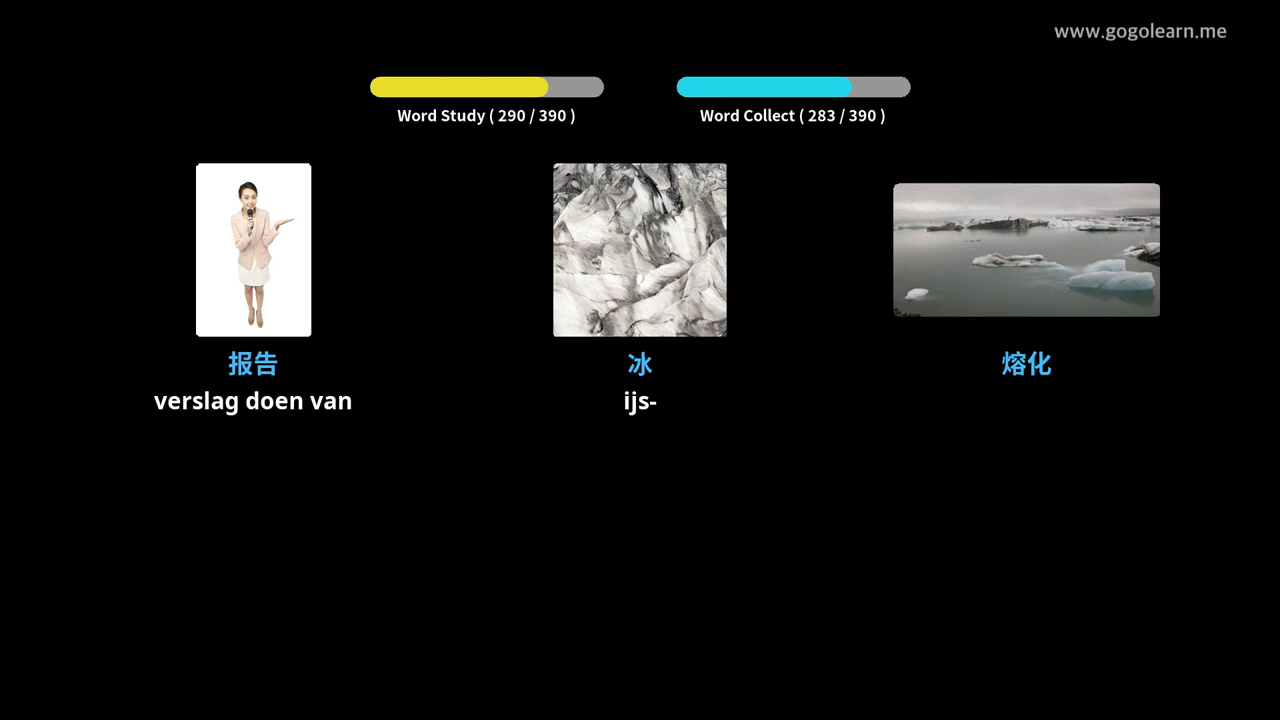 www.gogolearn.me
Word Study ( 290 / 390 )
Word Collect ( 283 / 390 )
报告
verslag doen van
冰
ijs-
熔化